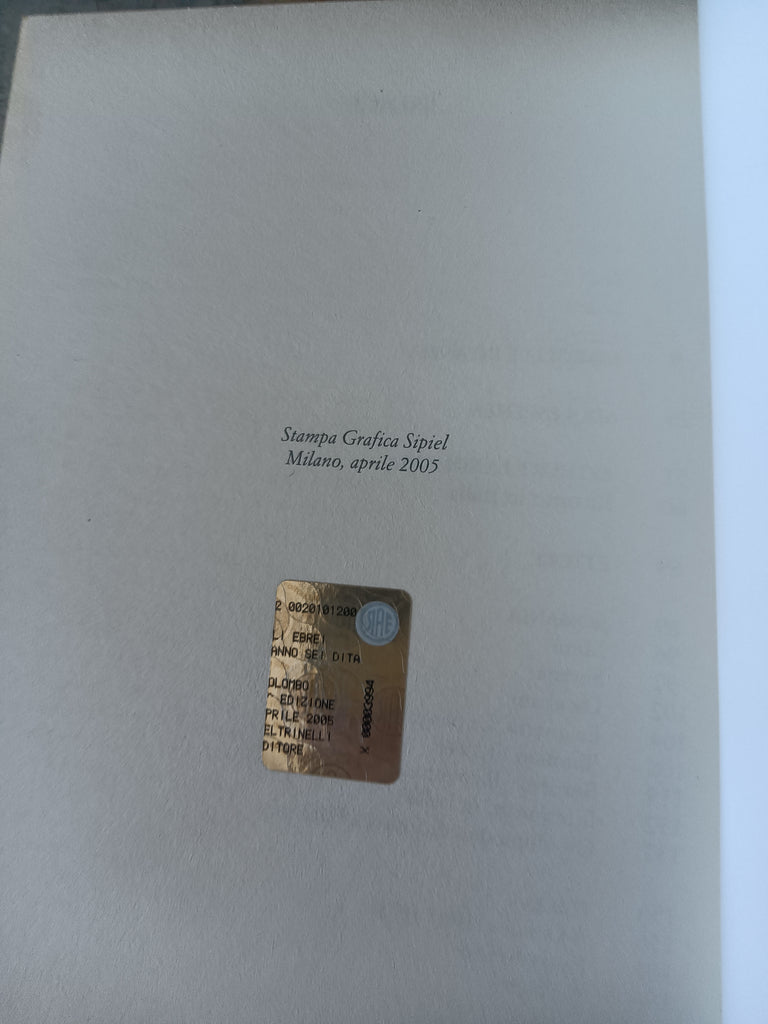 Stampa Grafica Sipiel
Milano, aprile 2005
2 0020101200
SIAE
LI EBREI
ANNO SEI DITA
OLOMBO
^ EDIZIONE
PRILE 2005
ELTRINELLI
DITORE
X 00003994